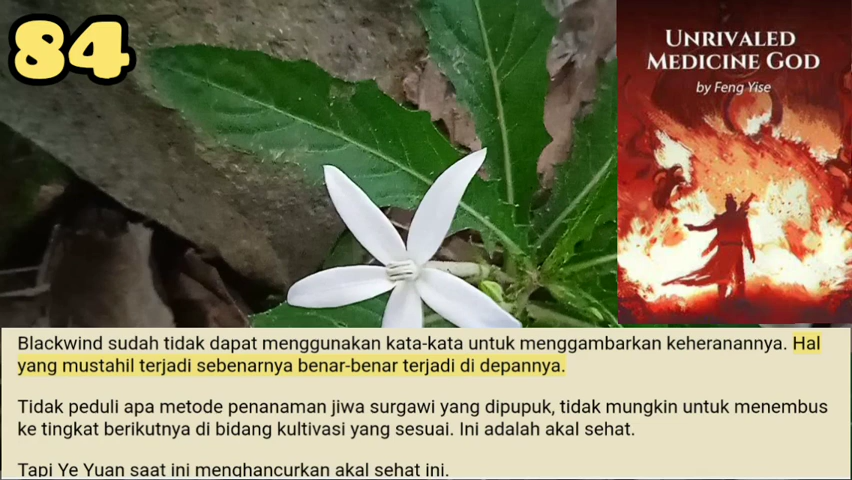 84
UNRIVALED
MEDICINE GOD
by Feng Yise
Blackwind sudah tidak dapat menggunakan kata-kata untuk menggambarkan keheranannya. Hal
yang mustahil terjadi sebenarnya benar-benar terjadi di depannya.
Tidak peduli apa metode penanaman jiwa surgawi yang dipupuk, tidak mungkin untuk menembus
ke tingkat berikutnya di bidang kultivasi yang sesuai. Ini adalah akal sehat.
Tapi Ye Yuan saat ini menghancurkan akal sehat ini.